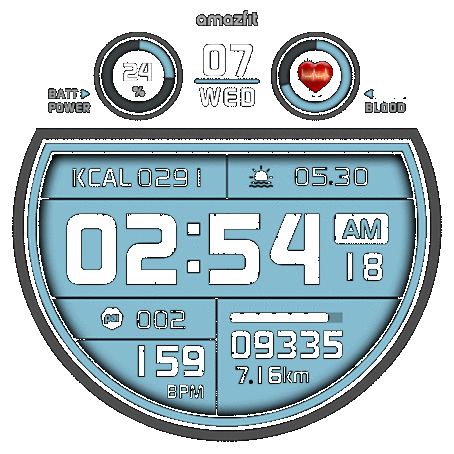 amazfit
24
%
07
WED
BATT
POWER
BLOOD
KCAL 0291
05.30
02:54
AM
18
PAI 002
159
BPM
09335
7.16km